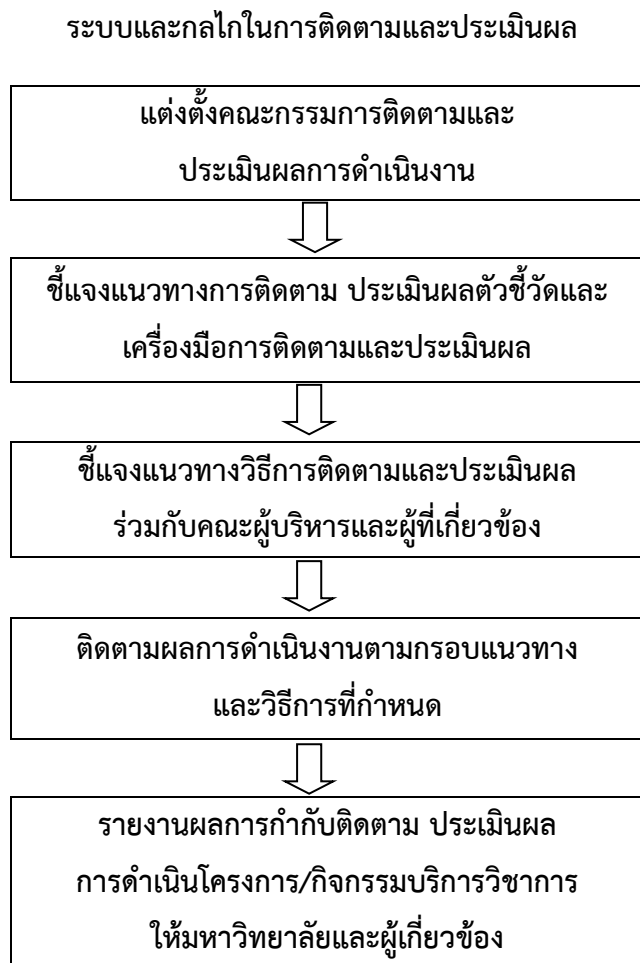 ระบบและกลไกในการติดตามและประเมินผล
แต่งตั้งคณะกรรมการติดตามและ
ประเมินผลการดำเนินงาน
ชี้แจงแนวทางการติดตาม ประเมินผลตัวชี้วัดและ
เครื่องมือการติดตามและประเมินผล
ชี้แจงแนวทางวิธีการติดตามและประเมินผล
ร่วมกับคณะผู้บริหารและผู้ที่เกี่ยวข้อง
ติดตามผลการดำเนินงานตามกรอบแนวทาง
และวิธีการที่กำหนด
รายงานผลการกำกับติดตาม ประเมินผล
การดำเนินโครงการ/กิจกรรมบริการวิชาการ
ให้มหาวิทยาลัยและผู้เกี่ยวข้อง